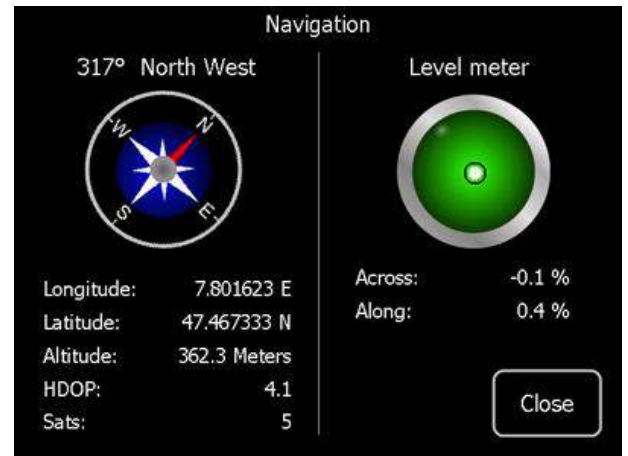 Navigation
317° North West
N
W
S
E
Longitude: 7.801623 E
Latitude: 47.467333 N
Altitude: 362.3 Meters
HDOP: 4.1
Sats: 5
Level meter
Across: -0.1 %
Along: 0.4 %
Close